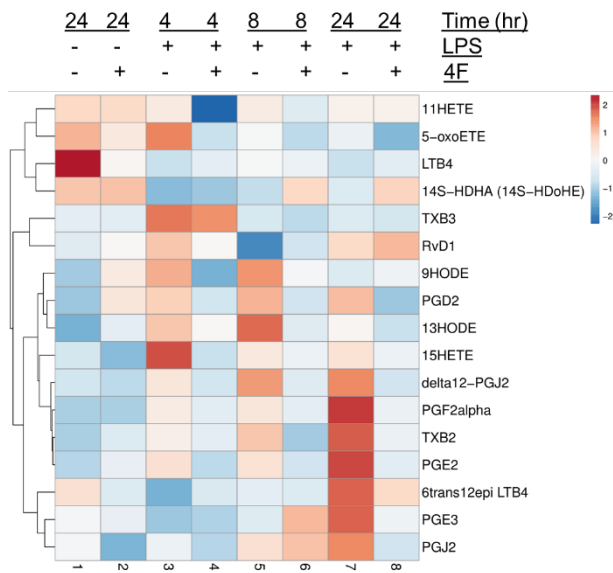 24 24 4 4 8 8 24 24 Time (hr)
- - + + + + + + LPS
- + - + - + - + 4F
11HETE
5-oxoETE
LTB4
14S-HDHA (14S-HDoHE)
TXB3
RvD1
9HODE
PGD2
13HODE
15HETE
delta12-PGJ2
PGF2alpha
TXB2
PGE2
6trans12epi LTB4
PGE3
PGJ2
1 2 3 4 5 6 7 8
2
1
0
-1
-2